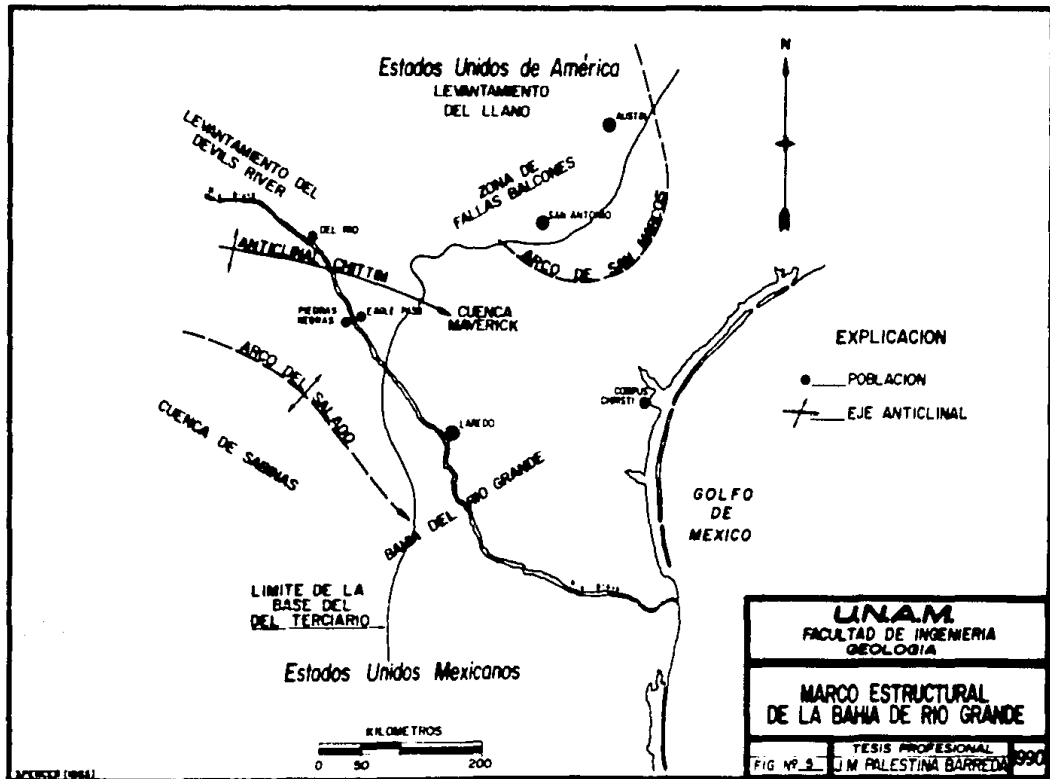 N
Estados Unidos de América
LEVANTAMIENTO
DEL LLANO
AUSTIN
LEVANTAMIENTO DEL
DEVILS RIVER
ZONA DE
FALLAS BALCONES
SAN ANTONIO
ARCO DE SAN MARCOS
DEL RIO
ANTICLINAL CHITTIM
PIEDRAS
NEGRAS
EAGLE PASS
CUENCA
MAVERICK
EXPLICACION
POBLACION
EJE ANTICLINAL
ARCO DEL SALADO
CUENCA DE SABINAS
CORPUS
CHRISTI
LAREDO
BAHIA DEL RIO GRANDE
GOLFO
DE
MEXICO
LIMITE DE LA
BASE DEL
DEL TERCIARIO
Estados Unidos Mexicanos
KILOMETROS
0 50 200
SPENCER (1965)
U.N.A.M.
FACULTAD DE INGENIERIA
GEOLOGIA
MARCO ESTRUCTURAL
DE LA BAHIA DE RIO GRANDE
FIG Nº 5
TESIS PROFESIONAL
J M PALESTINA BARREDA
1990